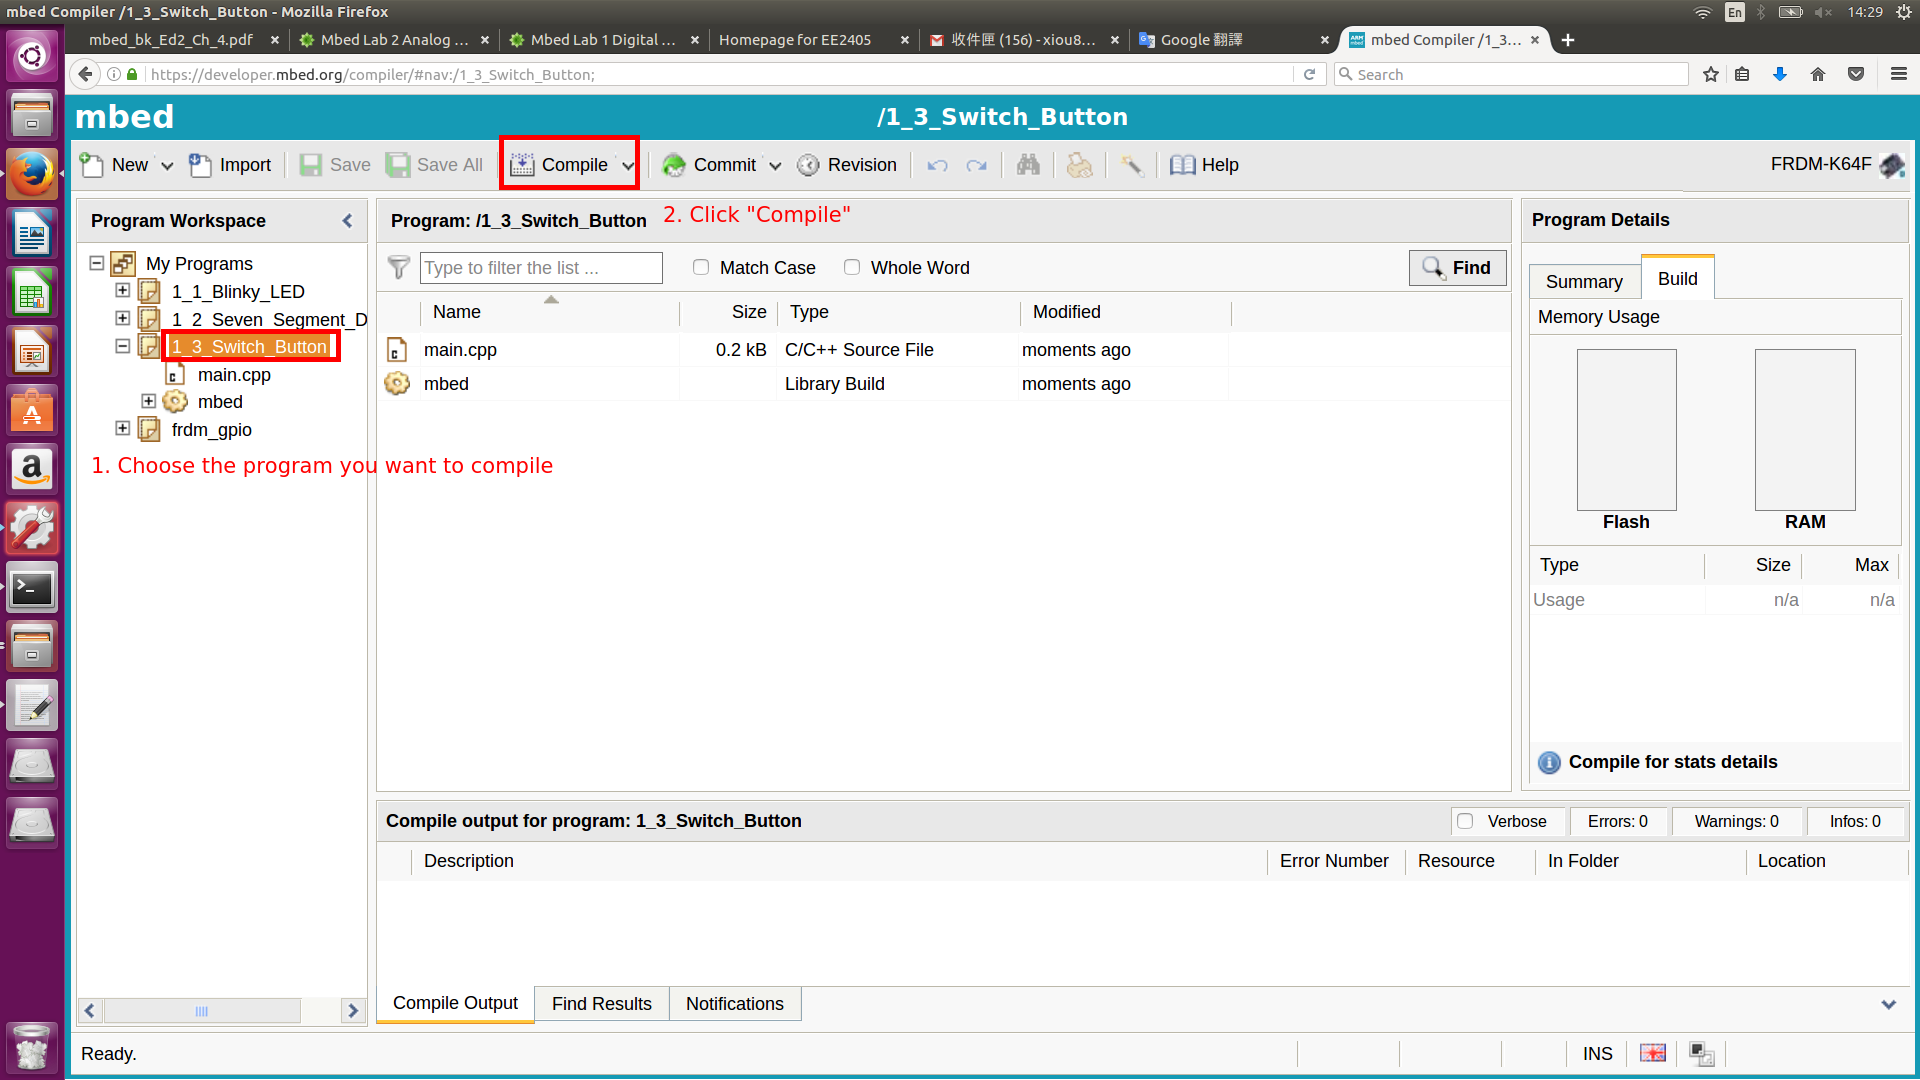 mbed Compiler /1_3_Switch_Button - Mozilla Firefox
En
14:29
mbed_bk_Ed2_Ch_4.pdf
Mbed Lab 2 Analog ...
Mbed Lab 1 Digital ...
Homepage for EE2405
收件匣 (156) - xiou8...
Google 翻譯
mbed Compiler /1_3...
https://developer.mbed.org/compiler/#nav:/1_3_Switch_Button;
Search
mbed
/1_3_Switch_Button
New
Import
Save
Save All
Compile
Commit
Revision
Help
FRDM-K64F
Program Workspace
My Programs
1_1_Blinky_LED
1_2_Seven_Segment_D
1_3_Switch_Button
main.cpp
mbed
frdm_gpio
1. Choose the program you want to compile
Program: /1_3_Switch_Button
2. Click "Compile"
Type to filter the list ...
Match Case
Whole Word
Find
Name
Size
Type
Modified
main.cpp
0.2 kB
C/C++ Source File
moments ago
mbed
Library Build
moments ago
Program Details
Summary
Build
Memory Usage
Flash
RAM
Type
Size
Max
Usage
n/a
n/a
Compile for stats details
Compile output for program: 1_3_Switch_Button
Verbose
Errors: 0
Warnings: 0
Infos: 0
Description
Error Number
Resource
In Folder
Location
Compile Output
Find Results
Notifications
Ready.
INS